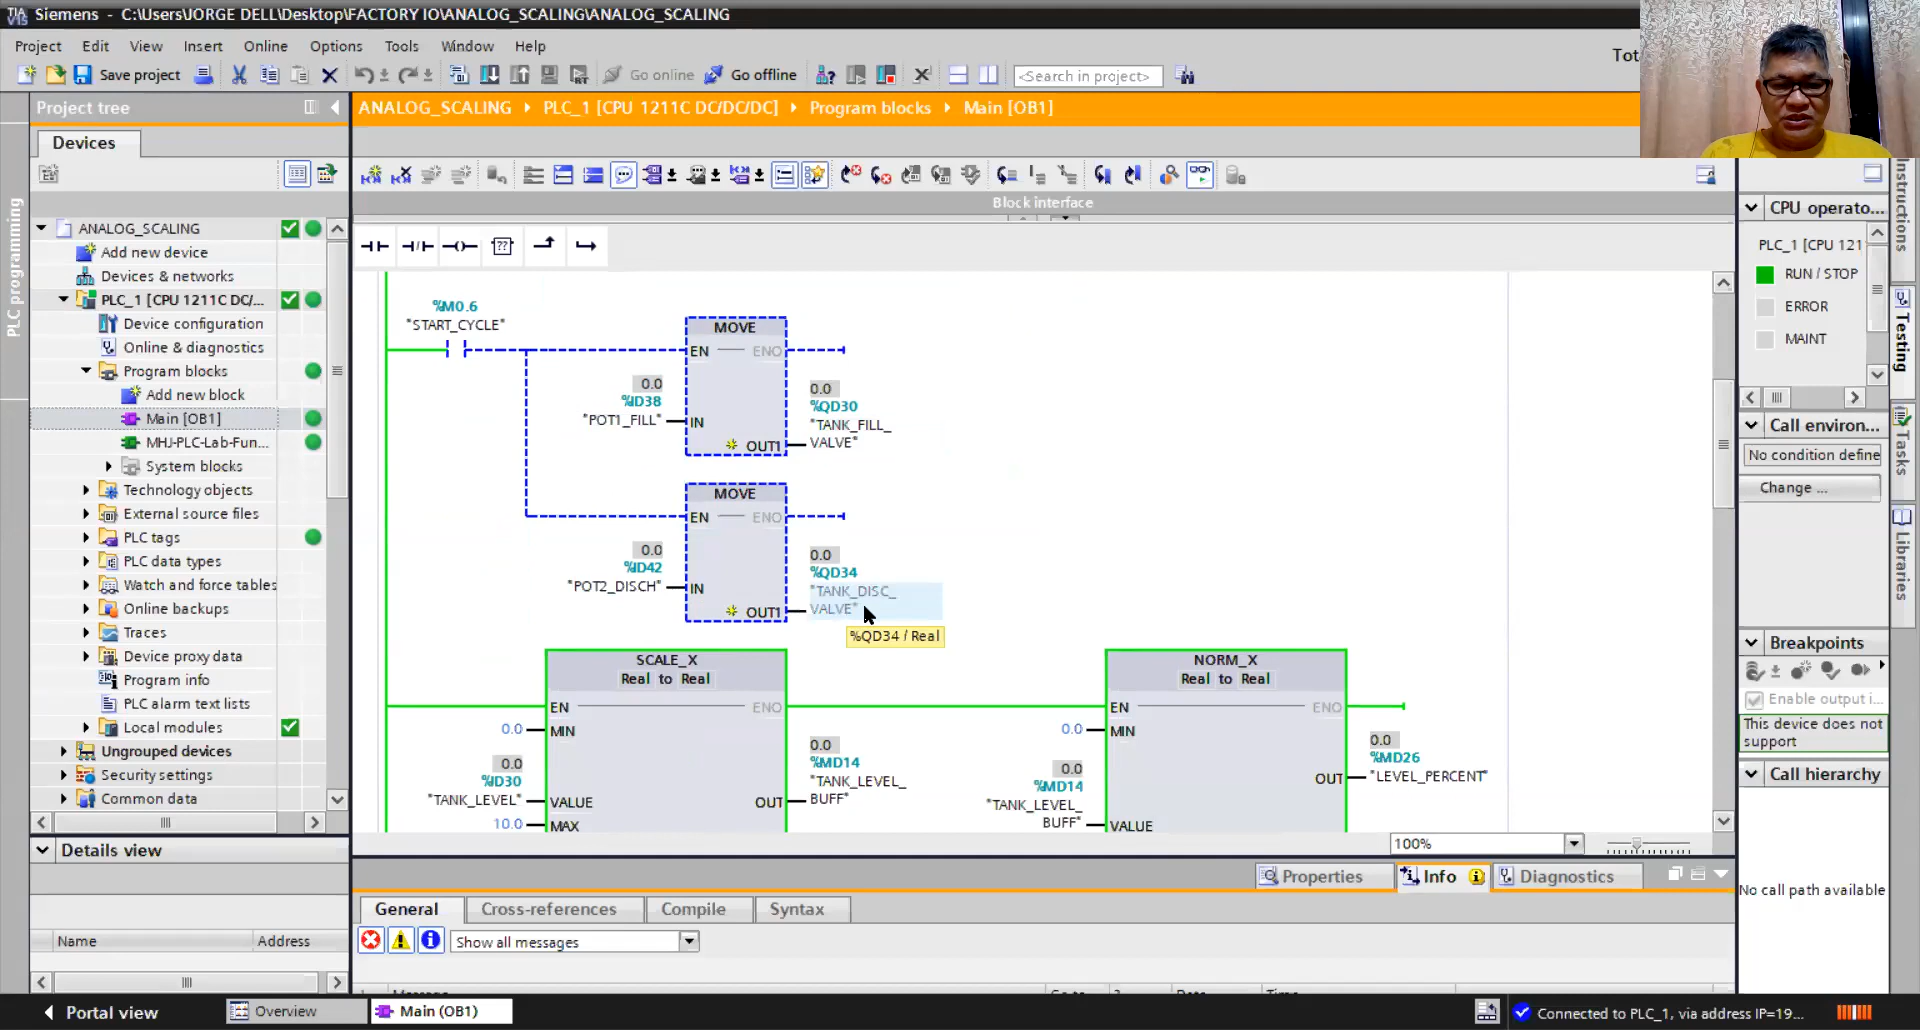 TIA V15 Siemens - C:\Users\JORGE DELL\Desktop\FACTORY IO\ANALOG_SCALING\ANALOG_SCALING
Project Edit View Insert Online Options Tools Window Help
Save project Go online Go offline <Search in project>
Project tree
ANALOG_SCALING PLC_1 [CPU 1211C DC/DC/DC] Program blocks Main [OB1]
Devices
Block interface
PLC programming
ANALOG_SCALING
Add new device
Devices & networks
PLC_1 [CPU 1211C DC/...
Device configuration
Online & diagnostics
Program blocks
Add new block
Main [OB1]
MHJ-PLC-Lab-Fun...
System blocks
Technology objects
External source files
PLC tags
PLC data types
Watch and force tables
Online backups
Traces
Device proxy data
Program info
PLC alarm text lists
Local modules
Ungrouped devices
Security settings
Common data
Details view
Name Address
%M0.6
"START_CYCLE"
MOVE
EN ENO
0.0
%ID38
"POT1_FILL" IN
0.0
%QD30
"TANK_FILL_
VALVE"
OUT1
MOVE
EN ENO
0.0
%ID42
"POT2_DISCH" IN
0.0
%QD34
"TANK_DISC_
VALVE"
OUT1
%QD34 / Real
SCALE_X
Real to Real
EN ENO
0.0 MIN
0.0
%ID30
"TANK_LEVEL" VALUE
10.0 MAX
0.0
%MD14
"TANK_LEVEL_
BUFF"
OUT
NORM_X
Real to Real
EN ENO
0.0 MIN
0.0
%MD14
"TANK_LEVEL_
BUFF" VALUE
0.0
%MD26
"LEVEL_PERCENT"
OUT
100%
Properties Info Diagnostics
General Cross-references Compile Syntax
Show all messages
CPU operato...
PLC_1 [CPU 121
RUN / STOP
ERROR
MAINT
Call environ...
No condition define
Change ...
Breakpoints
Enable output i
This device does not
support
Call hierarchy
No call path available
Instructions
Testing
Tasks
Libraries
Portal view Overview Main (OB1)
Connected to PLC_1, via address IP=19...